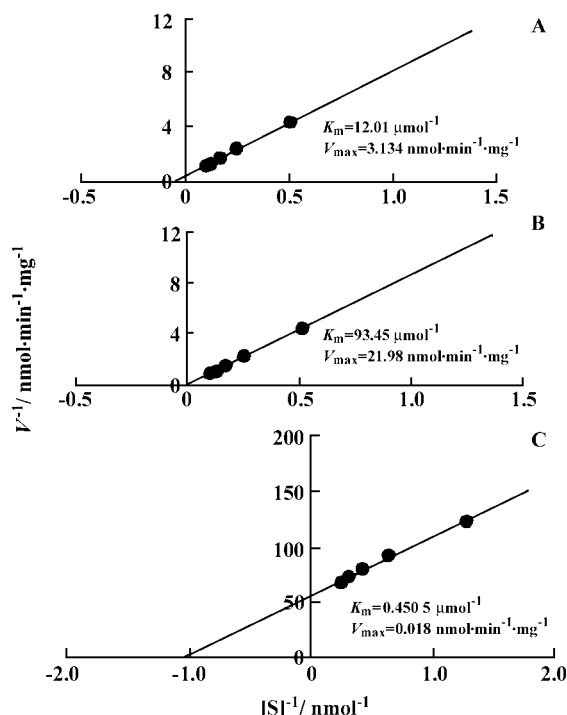 A
12
8
4
0
-0.5
0
0.5
1.0
1.5
Km=12.01 μmol⁻¹
Vmax=3.134 nmol·min⁻¹·mg⁻¹
B
12
8
4
0
-0.5
0
0.5
1.0
1.5
Km=93.45 μmol⁻¹
Vmax=21.98 nmol·min⁻¹·mg⁻¹
V⁻¹/ nmol·min⁻¹·mg⁻¹
C
200
150
100
50
0
-2.0
-1.0
0
1.0
2.0
Km=0.450 5 μmol⁻¹
Vmax=0.018 nmol·min⁻¹·mg⁻¹
[S]⁻¹/ nmol⁻¹